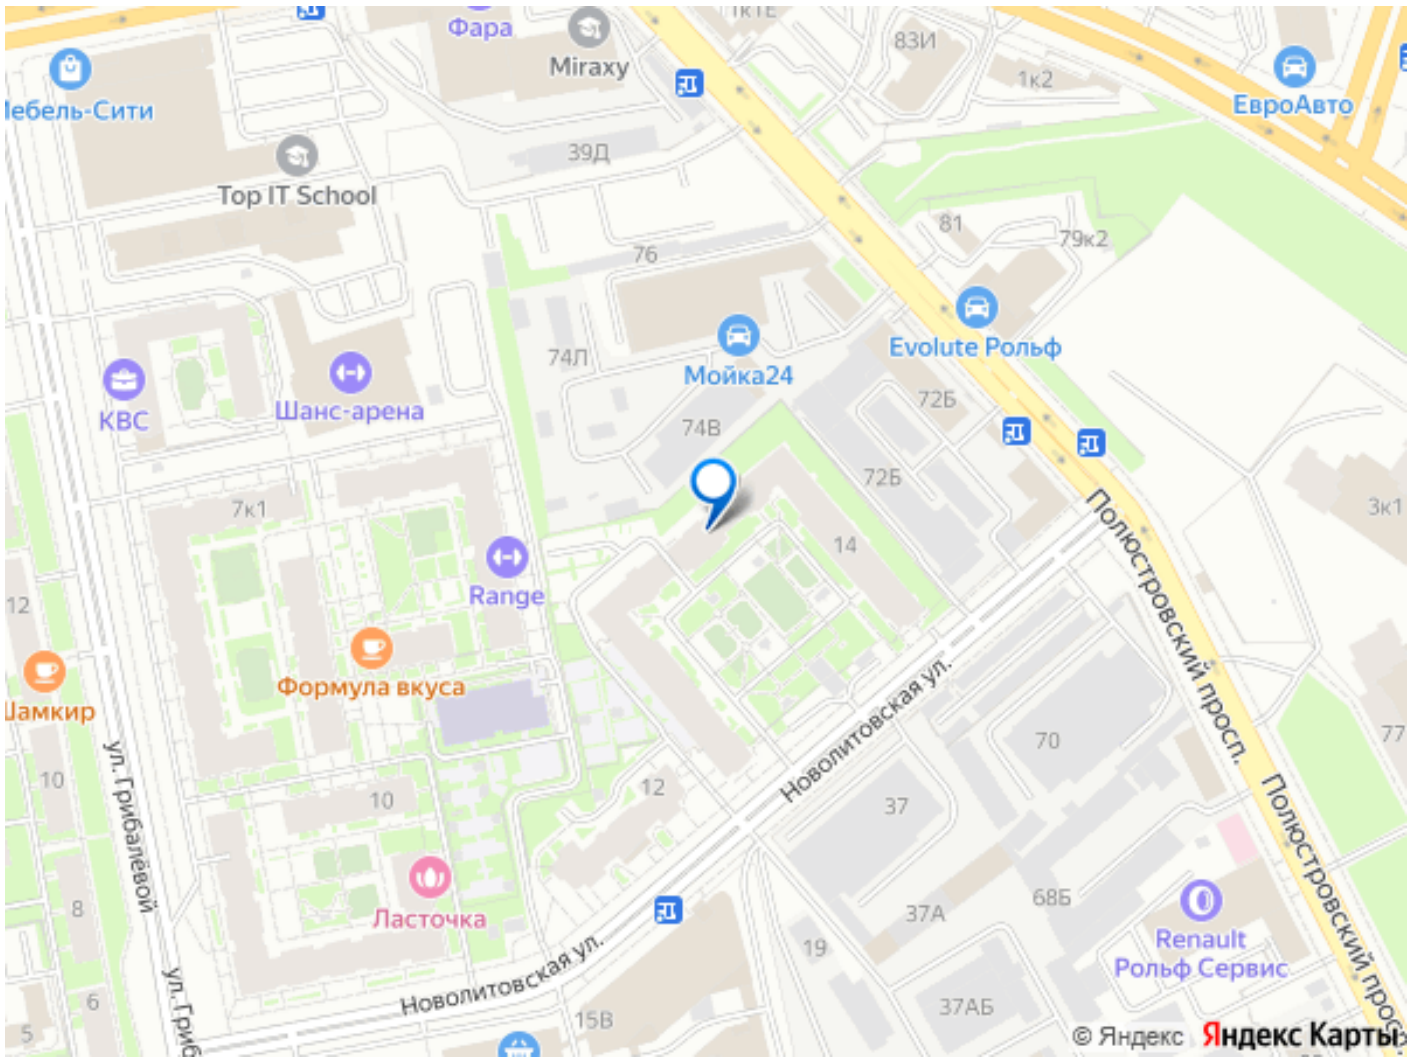 Фара
Miraxy
83И
1к2
ЕвроАвто
Мебель-Сити
39Д
Top IT School
81
79к2
76
Evolute Рольф
74Л
Мойка24
КВС
Шанс-арена
72Б
74В
72Б
7к1
3к1
14
Range
12
Формула вкуса
Шамкир
Полюстровский просп.
Новолитовская ул.
70
77
10
12
10
37
ул. Грибалёвой
Полюстровский прос
8
Ласточка
37А
68Б
19
Renault
Рольф Сервис
Новолитовская ул.
ул. Гриб
6
5
15В
37АБ
© Яндекс Яндекс Карты